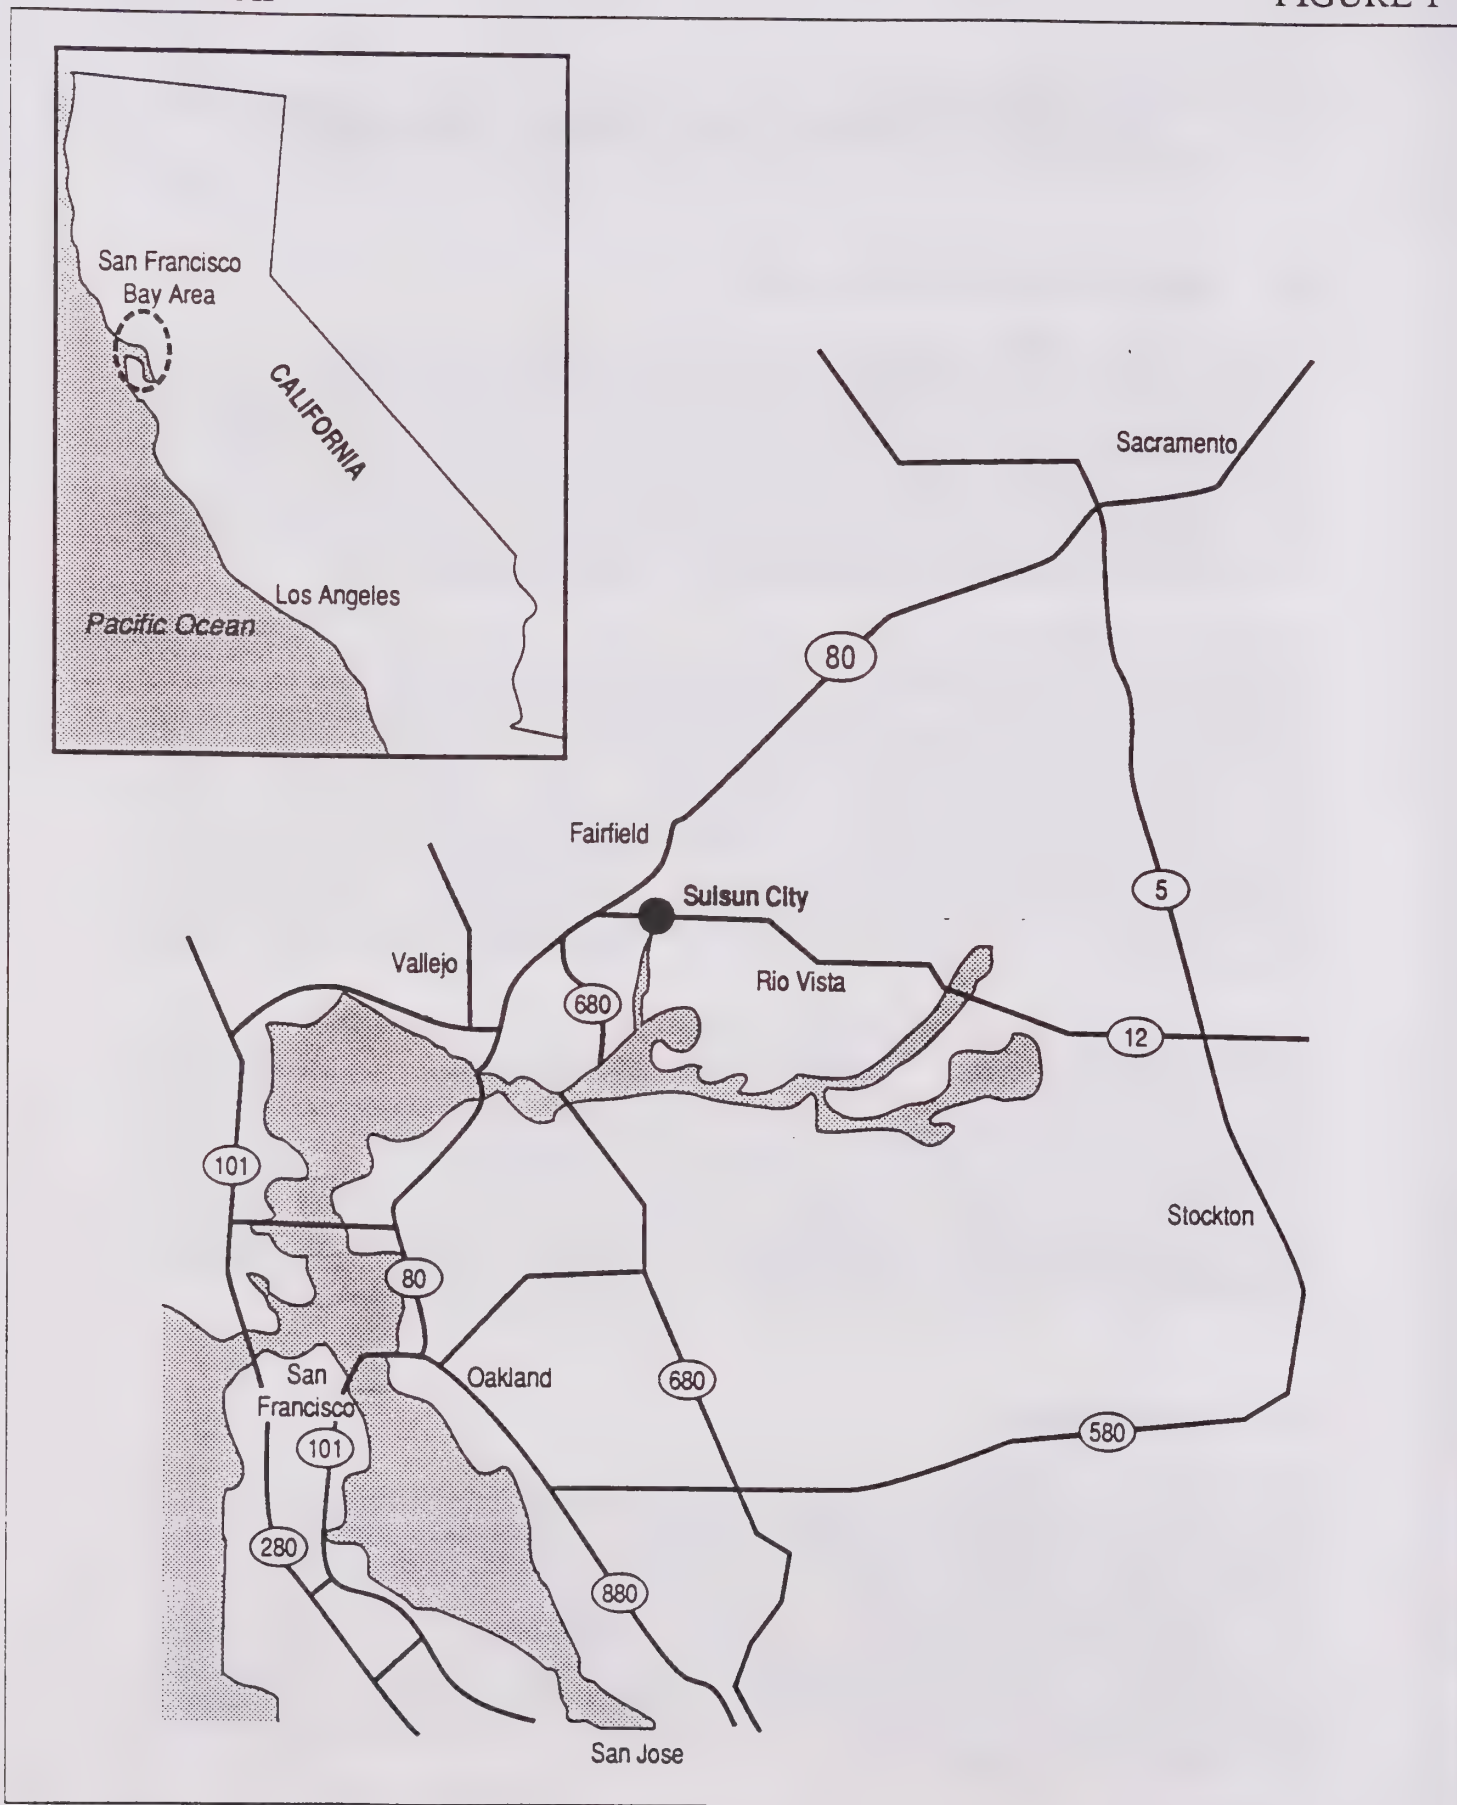 FIGURE 1
San Francisco
Bay Area
CALIFORNIA
Los Angeles
Pacific Ocean
Sacramento
80
Fairfield
Suisun City
5
Vallejo
Rio Vista
680
12
101
Stockton
80
San
Francisco
Oakland
680
580
101
280
880
San Jose